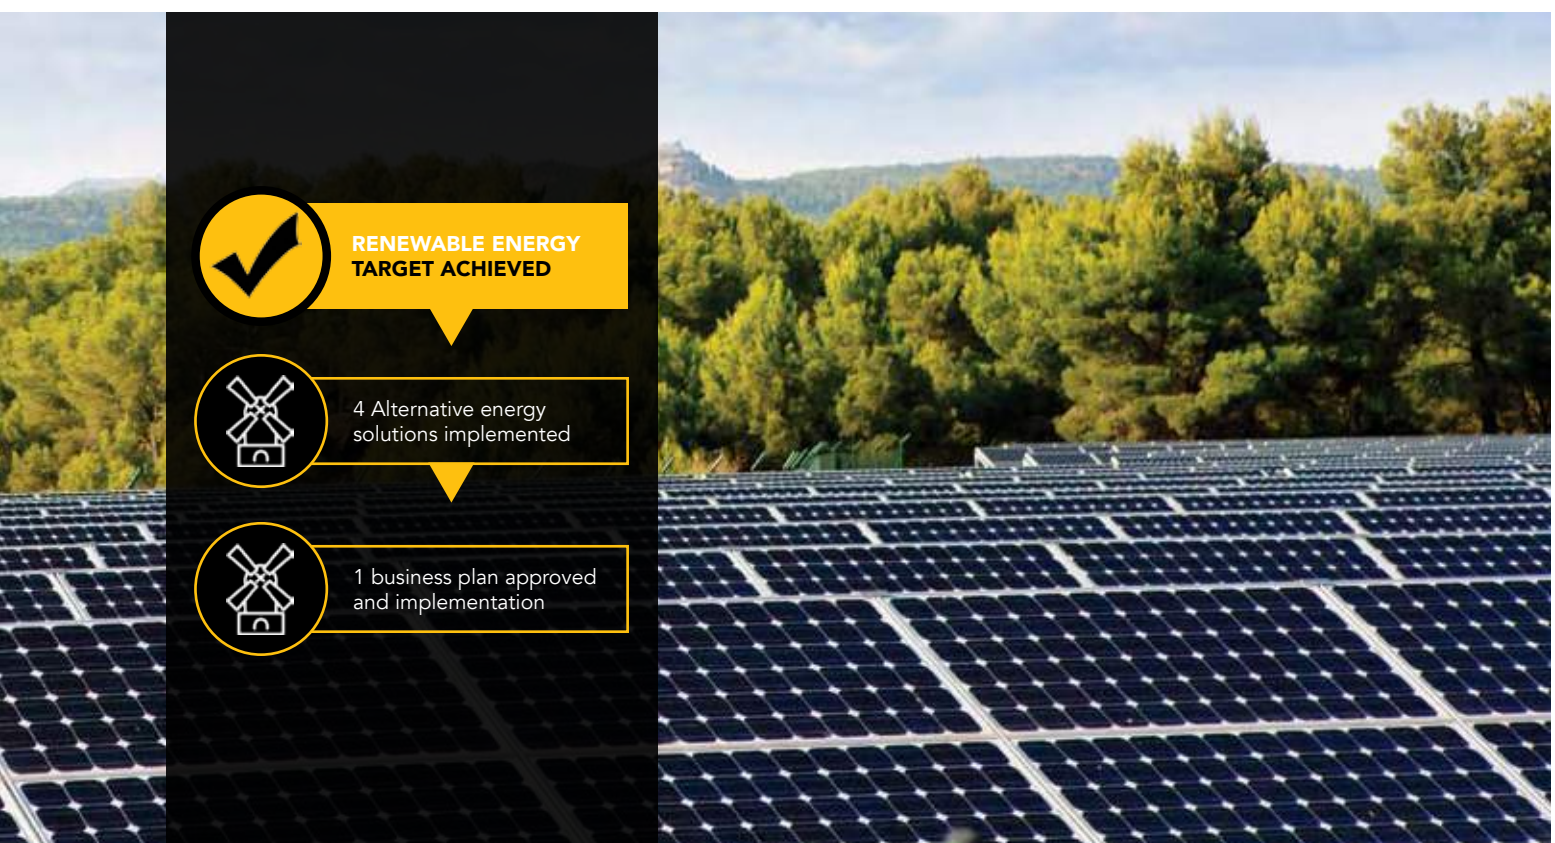 RENEWABLE ENERGY
TARGET ACHIEVED
4 Alternative energy
solutions implemented
1 business plan approved
and implementation